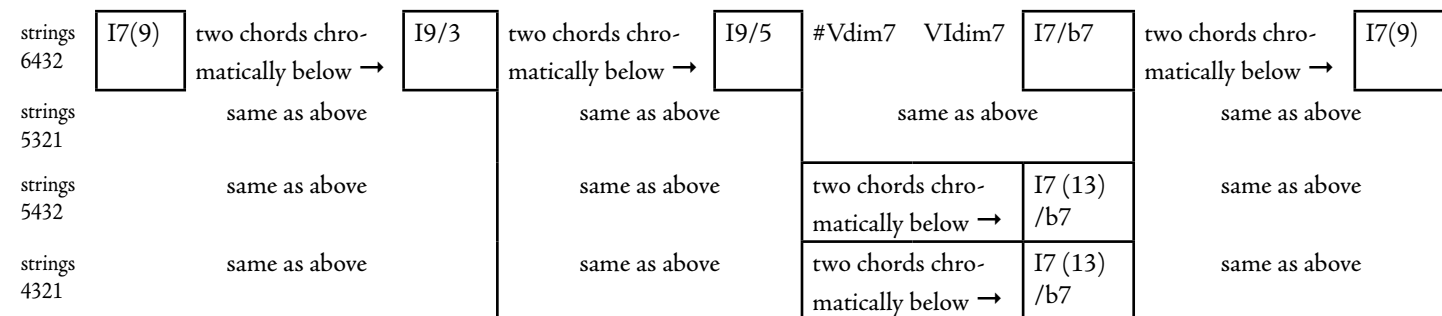 strings 6432 I7(9) two chords chro- I9/3 two chords chro- I9/5 #Vdim7 VIdim7 I7/b7 two chords chro- I7(9)
matically below → matically below → matically below →
strings 5321 same as above same as above same as above same as above
strings 5432 same as above same as above two chords chro- I7 (13) same as above
matically below → /b7
strings 4321 same as above same as above two chords chro- I7 (13) same as above
matically below → /b7